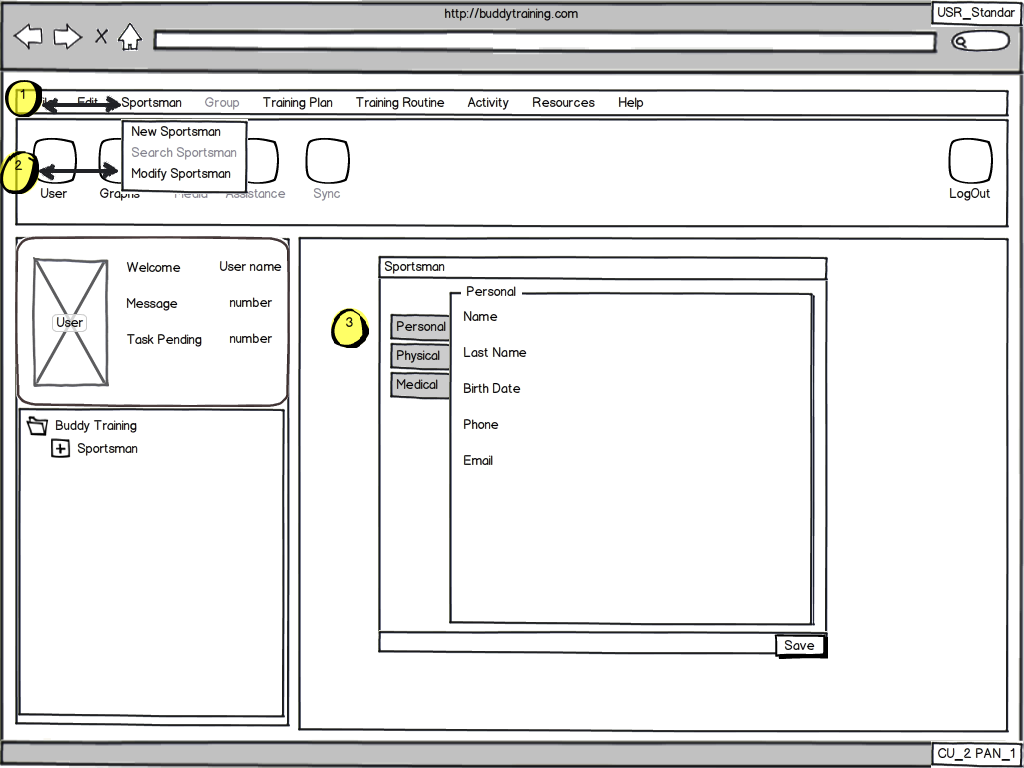 http://buddytraining.com
USR_Standar
1
Edit Sportsman Group Training Plan Training Routine Activity Resources Help
New Sportsman
Search Sportsman
Modify Sportsman
2
User Graphs Media Assistance Sync LogOut
Welcome User name
Message number
Task Pending number
User
Buddy Training
Sportsman
Sportsman
3
Personal
Physical
Medical
Personal
Name
Last Name
Birth Date
Phone
Email
Save
CU_2 PAN_1